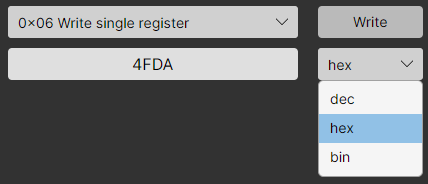 0×06 Write single register
Write
4FDA
hex
dec
hex
bin